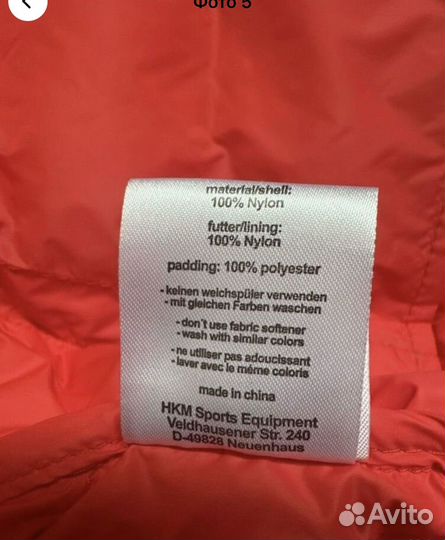 Фото 5
material/shell:
100% Nylon
futter/lining:
100% Nylon
padding: 100% polyester
- keinen weichspüler verwenden
- mit gleichen Farben waschen
- don´t use fabric softener
- wash with similar colors
- ne utiliser pas adoucissant
- laver avec le même coloris
made in china
HKM Sports Equipment
Veldhausener Str. 240
D-49828 Neuenhaus
Avito